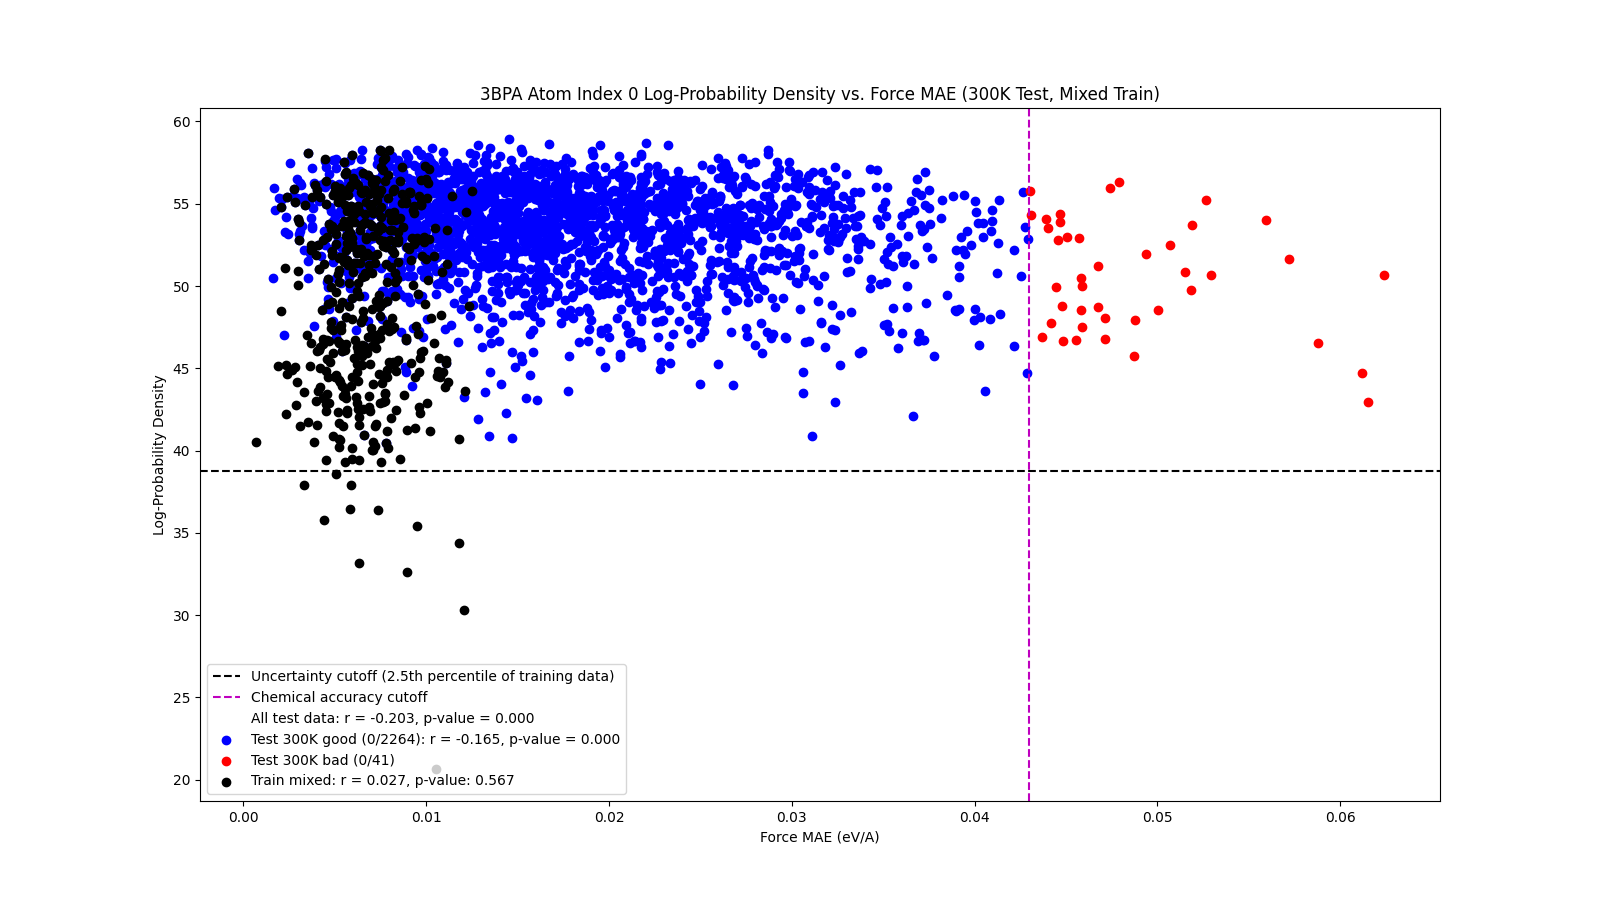 3BPA Atom Index 0 Log-Probability Density vs. Force MAE (300K Test, Mixed Train)
60
55
50
45
40
35
30
25
20
Log-Probability Density
Uncertainty cutoff (2.5th percentile of training data)
Chemical accuracy cutoff
All test data: r = -0.203, p-value = 0.000
Test 300K good (0/2264): r = -0.165, p-value = 0.000
Test 300K bad (0/41)
Train mixed: r = 0.027, p-value: 0.567
0.00 0.01 0.02 0.03 0.04 0.05 0.06
Force MAE (eV/A)